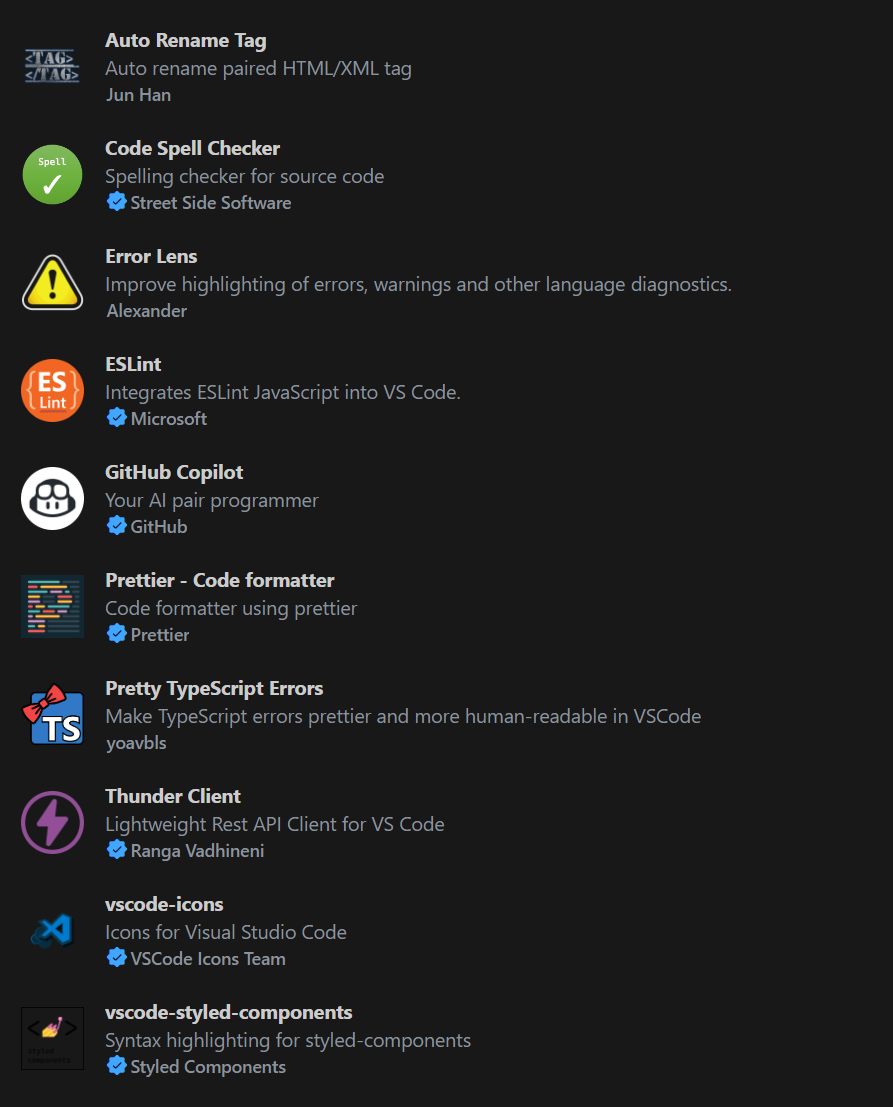 <TAG>
</TAG>
Auto Rename Tag
Auto rename paired HTML/XML tag
Jun Han
Spell
Code Spell Checker
Spelling checker for source code
Street Side Software
Error Lens
Improve highlighting of errors, warnings and other language diagnostics.
Alexander
{ES}
Lint
ESLint
Integrates ESLint JavaScript into VS Code.
Microsoft
GitHub Copilot
Your AI pair programmer
GitHub
Prettier - Code formatter
Code formatter using prettier
Prettier
TS
Pretty TypeScript Errors
Make TypeScript errors prettier and more human-readable in VSCode
yoavbls
Thunder Client
Lightweight Rest API Client for VS Code
Ranga Vadhineni
vscode-icons
Icons for Visual Studio Code
VSCode Icons Team
< >
styled
components
vscode-styled-components
Syntax highlighting for styled-components
Styled Components